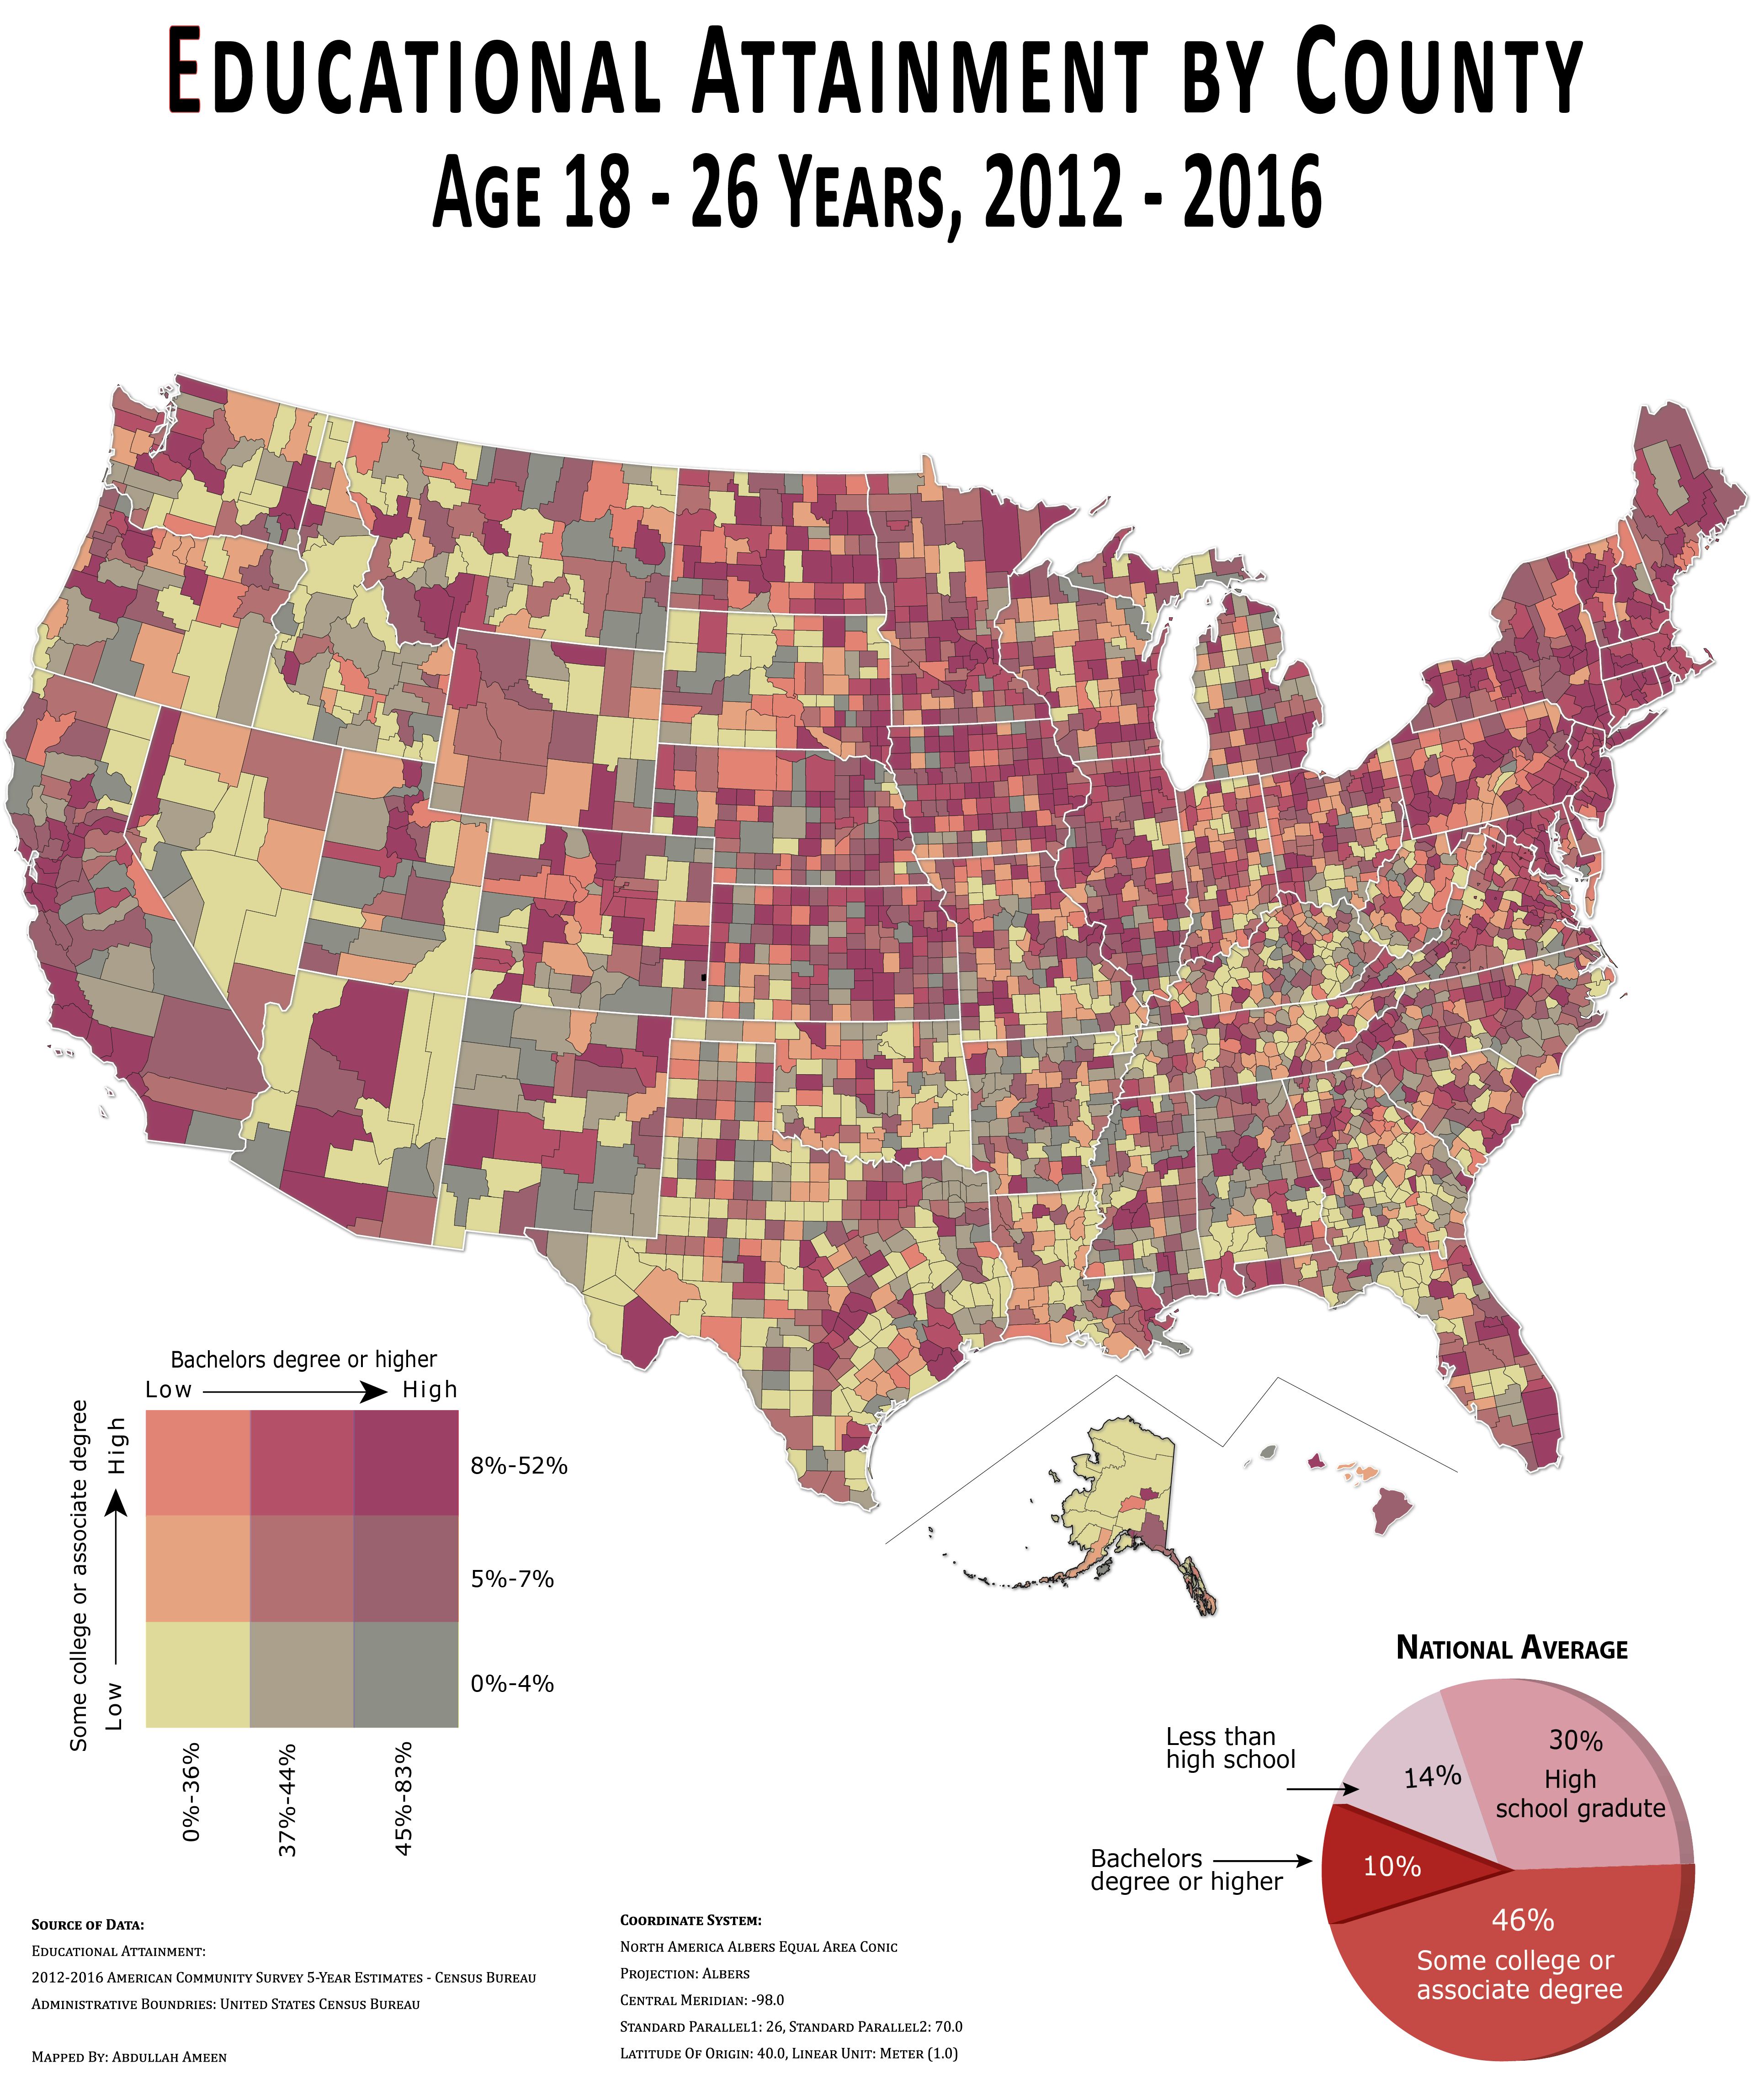 Educational Attainment by County
Age 18 - 26 Years, 2012 - 2016
Bachelors degree or higher
Low
High
Some college or associate degree
Low
High
8%-52%
5%-7%
0%-4%
0%-36%
37%-44%
45%-83%
National Average
Less than
high school
14%
30%
High
school gradute
Bachelors
degree or higher
10%
46%
Some college or
associate degree
Source of Data:
Educational Attainment:
2012-2016 American Community Survey 5-Year Estimates - Census Bureau
Administrative Boundries: United States Census Bureau
Mapped By: Abdullah Ameen
Coordinate System:
North America Albers Equal Area Conic
Projection: Albers
Central Meridian: -98.0
Standard Parallel1: 26, Standard Parallel2: 70.0
Latitude Of Origin: 40.0, Linear Unit: Meter (1.0)